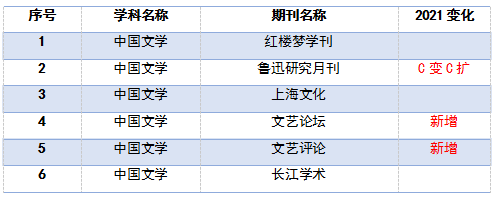 序号 学科名称 期刊名称 2021 变化
1 中国文学 红楼梦学刊
2 中国文学 鲁迅研究月刊 C 变 C 扩
3 中国文学 上海文化
4 中国文学 文艺论坛 新增
5 中国文学 文艺评论 新增
6 中国文学 长江学术